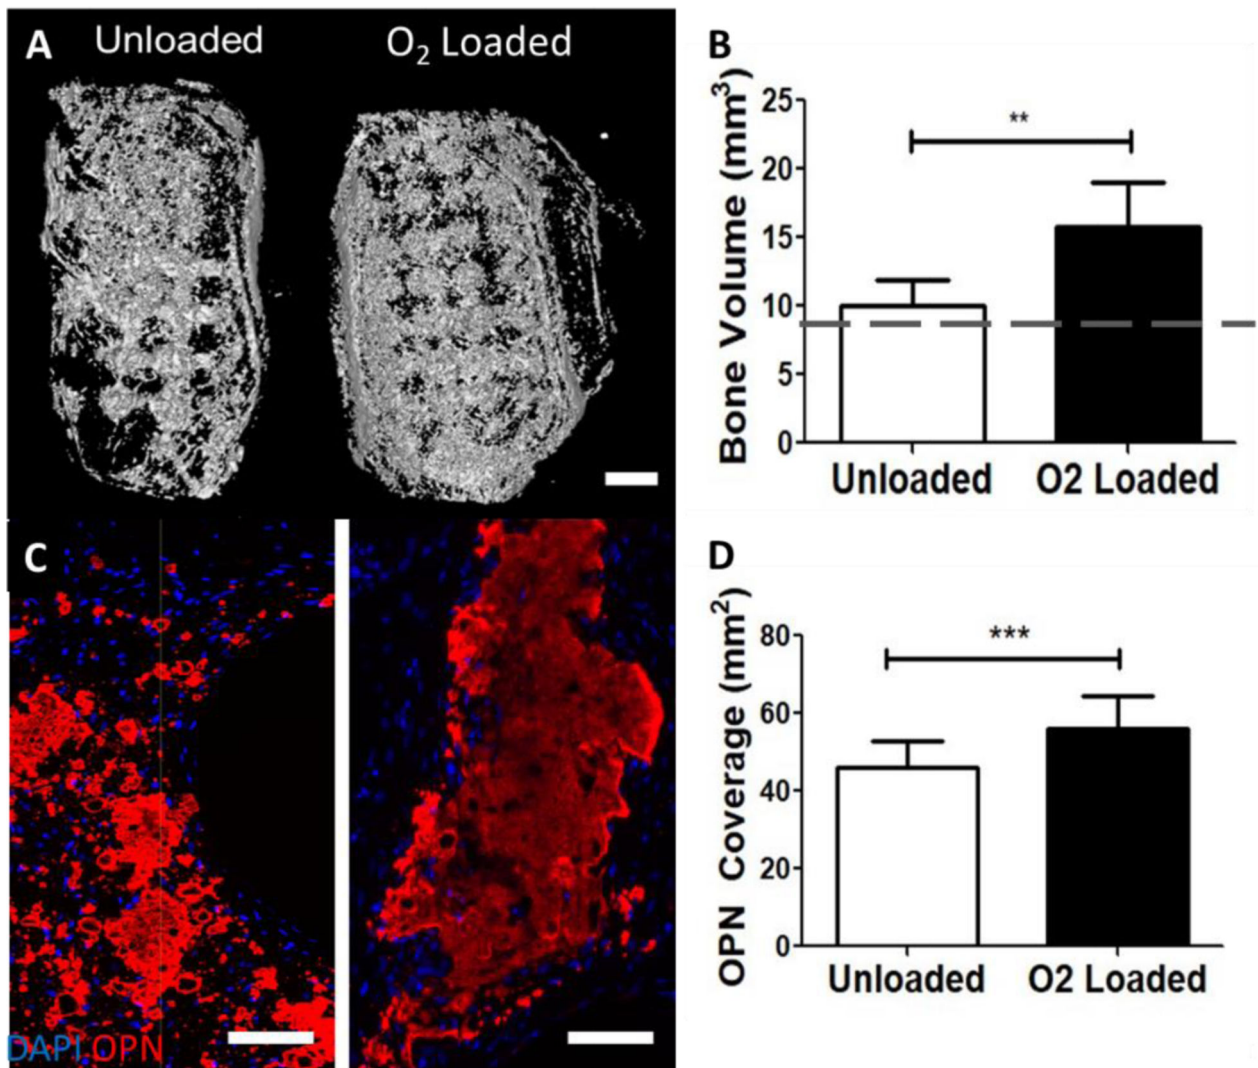 A
Unloaded
O₂ Loaded
B
Bone Volume (mm³)
25
20
15
10
5
0
**
Unloaded
O2 Loaded
C
DAPI OPN
D
OPN Coverage (mm²)
80
60
40
20
0
***
Unloaded
O2 Loaded